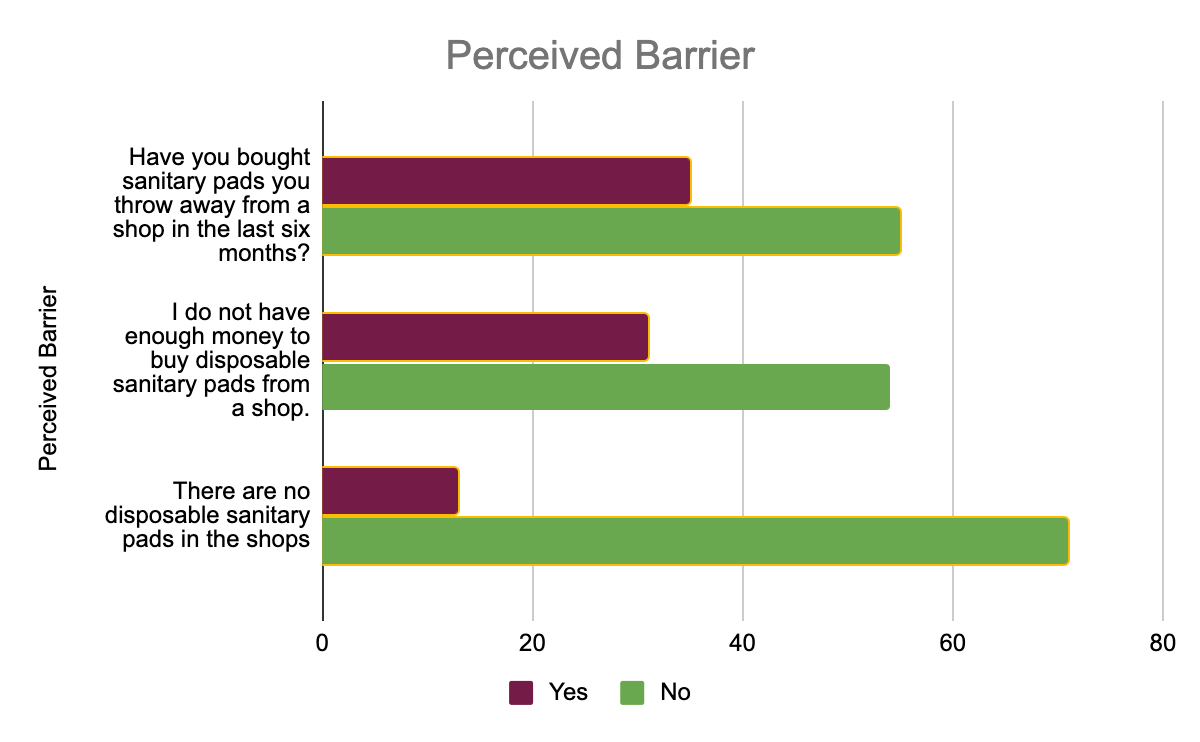 Perceived Barrier
Perceived Barrier
Have you bought
sanitary pads you
throw away from a
shop in the last six
months?
I do not have
enough money to
buy disposable
sanitary pads from
a shop.
There are no
disposable sanitary
pads in the shops
0 20 40 60 80
Yes No